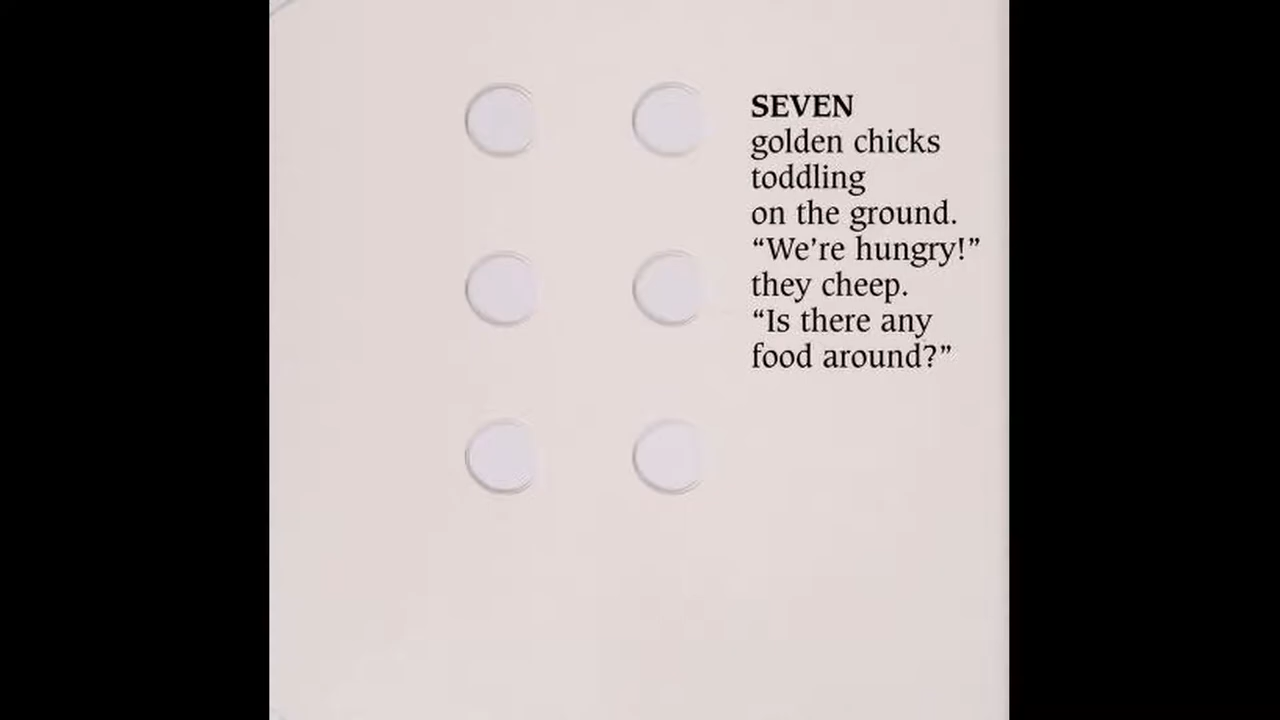 SEVEN
golden chicks
toddling
on the ground.
“We’re hungry!”
they cheep.
“Is there any
food around?”